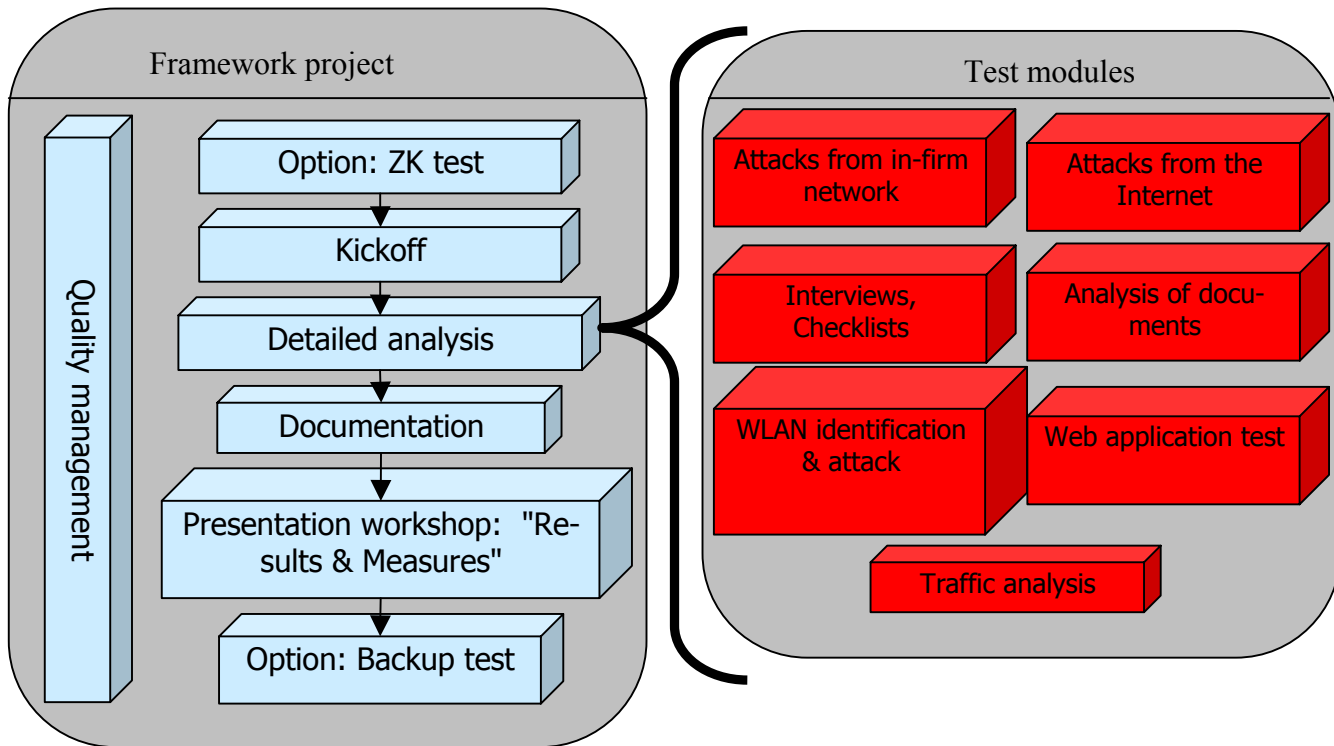 Framework project
Quality management
Option: ZK test
Kickoff
Detailed analysis
Documentation
Presentation workshop: "Re-
sults & Measures"
Option: Backup test
Test modules
Attacks from in-firm
network
Attacks from the
Internet
Interviews,
Checklists
Analysis of docu-
ments
WLAN identification
& attack
Web application test
Traffic analysis